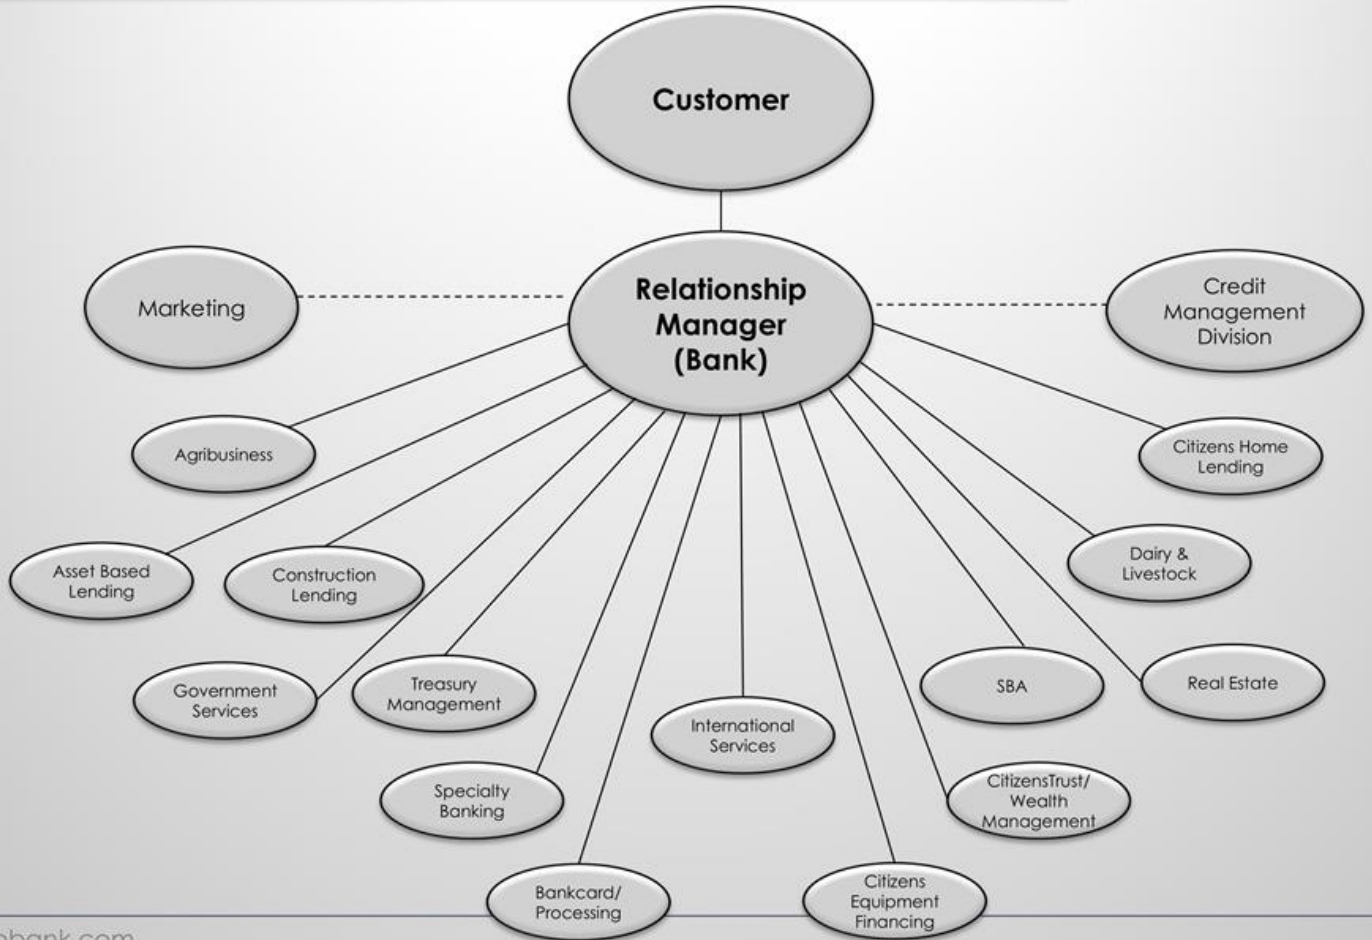 Customer
Relationship
Manager
(Bank)
Marketing
Credit
Management
Division
Agribusiness
Citizens Home
Lending
Asset Based
Lending
Construction
Lending
Dairy &
Livestock
Government
Services
Treasury
Management
International
Services
SBA
Real Estate
Specialty
Banking
CitizensTrust/
Wealth
Management
Bankcard/
Processing
Citizens
Equipment
Financing